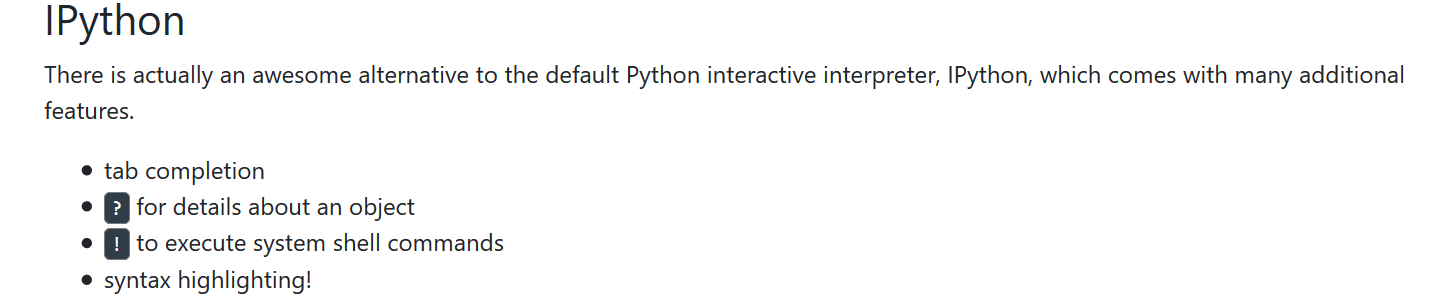 IPython
There is actually an awesome alternative to the default Python interactive interpreter, IPython, which comes with many additional
features.
• tab completion
• ? for details about an object
• ! to execute system shell commands
• syntax highlighting!